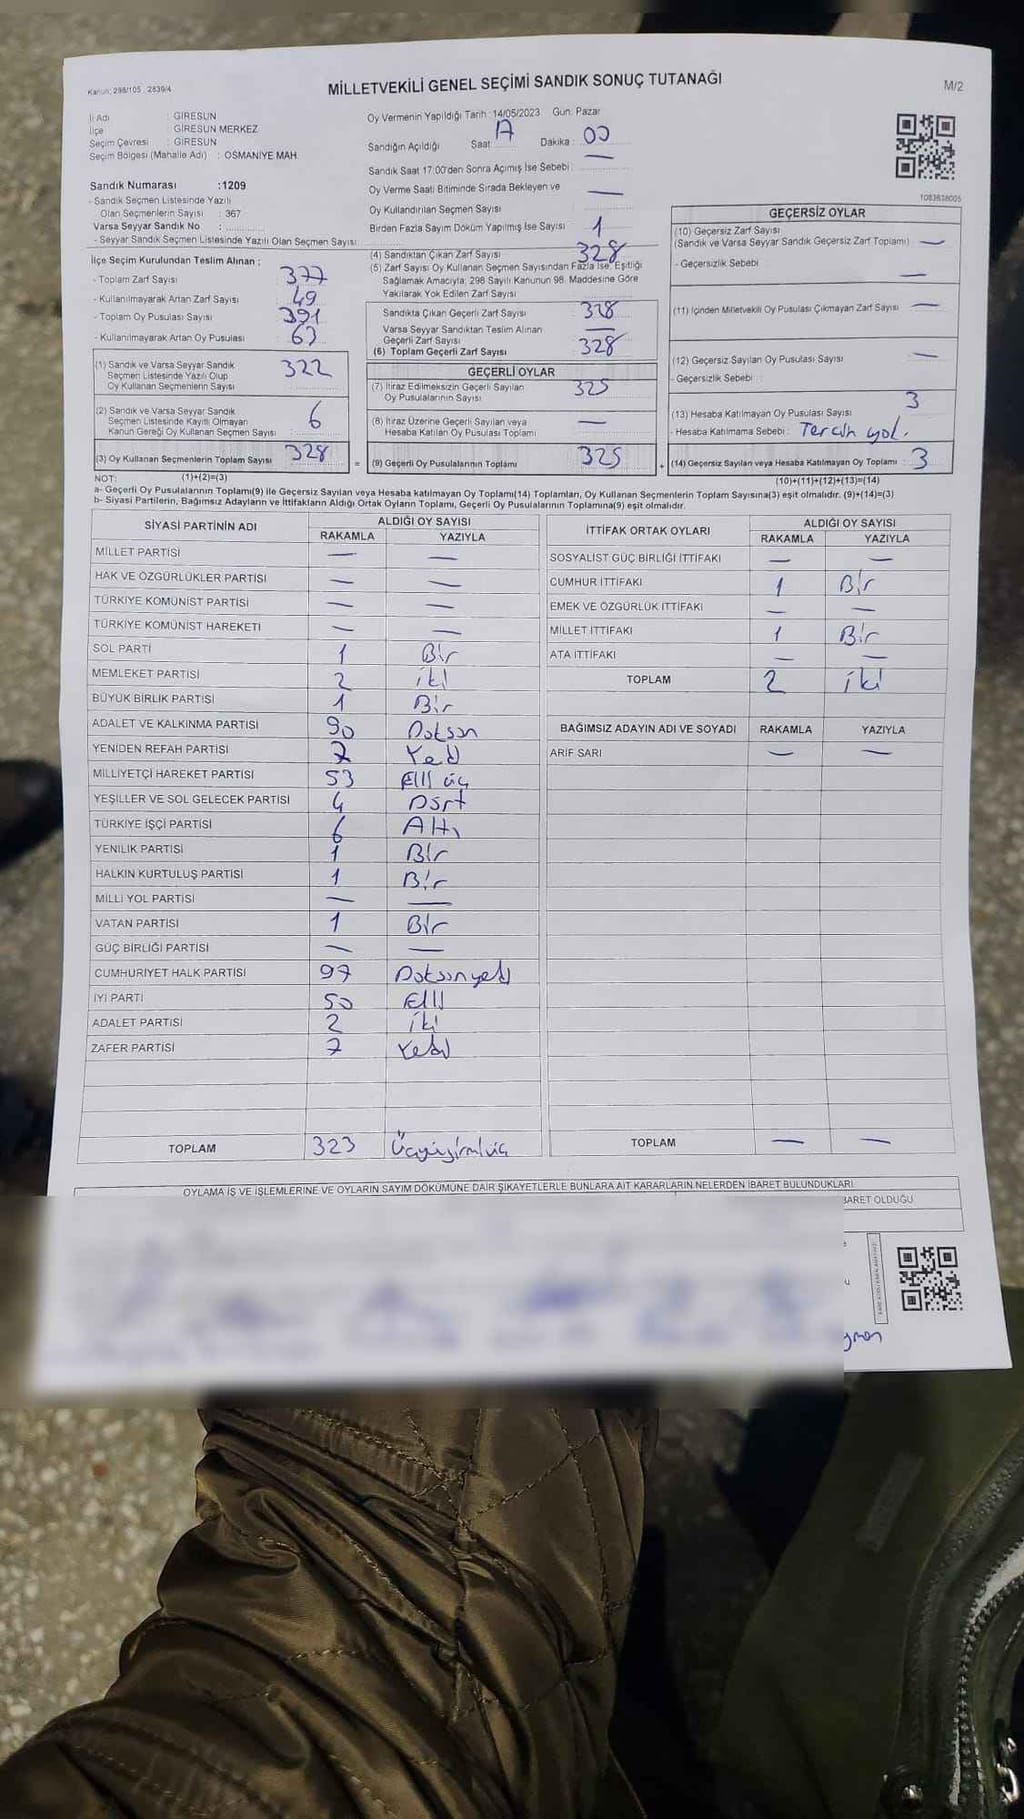 Kanun: 298/105, 2839/4
MİLLETVEKİLİ GENEL SEÇİMİ SANDIK SONUÇ TUTANAĞI
M/2
İl Adı : GİRESUN
İlçe : GİRESUN MERKEZ
Seçim Çevresi : GİRESUN
Seçim Bölgesi (Mahalle Adı) : OSMANİYE MAH
Sandık Numarası :1209
- Sandık Seçmen Listesinde Yazılı
Olan Seçmenlerin Sayısı : 367
Varsa Seyyar Sandık No :
- Seyyar Sandık Seçmen Listesinde Yazılı Olan Seçmen Sayısı
Oy Vermenin Yapıldığı Tarih: 14/05/2023 Gün: Pazar
Sandığın Açıldığı Saat 17 Dakika : 00
Sandık Saat 17:00'den Sonra Açımış İse Sebebi : —
Oy Verme Saati Bitiminde Sırada Bekleyen ve
Oy Kullandırılan Seçmen Sayısı —
Birden Fazla Sayım Döküm Yapılmış İse Sayısı 1
1083638005
İlçe Seçim Kurulundan Teslim Alınan ;
- Toplam Zarf Sayısı 377
- Kullanılmayarak Artan Zarf Sayısı 49
- Toplam Oy Pusulası Sayısı 391
- Kullanılmayarak Artan Oy Pusulası 63
(1) Sandık ve Varsa Seyyar Sandık
Seçmen Listesinde Yazılı Olup
Oy Kullanan Seçmenlerin Sayısı 322
(2) Sandık ve Varsa Seyyar Sandık
Seçmen Listesinde Kayıtlı Olmayan
Kanun Gereği Oy Kullanan Seçmen Sayısı 6
(3) Oy Kullanan Seçmenlerin Toplam Sayısı 328
(1)+(2)=(3)
(4) Sandıktan Çıkan Zarf Sayısı 328
(5) Zarf Sayısı Oy Kullanan Seçmen Sayısından Fazla İse, Eşitliği
Sağlamak Amacıyla, 298 Sayılı Kanunun 98. Maddesine Göre
Yakılarak Yok Edilen Zarf Sayısı
Sandıkta Çıkan Geçerli Zarf Sayısı 328
Varsa Seyyar Sandıktan Teslim Alınan
Geçerli Zarf Sayısı —
(6) Toplam Geçerli Zarf Sayısı 328
GEÇERLİ OYLAR
(7) İtiraz Edilmeksizin Geçerli Sayılan
Oy Pusulalarının Sayısı 325
(8) İtiraz Üzerine Geçerli Sayılan veya
Hesaba Katılan Oy Pusulası Toplamı —
= (9) Geçerli Oy Pusulalarının Toplamı 325
GEÇERSİZ OYLAR
(10) Geçersiz Zarf Sayısı
(Sandık ve Varsa Seyyar Sandık Geçersiz Zarf Toplamı) —
- Geçersizlik Sebebi —
(11) İçinden Milletvekili Oy Pusulası Çıkmayan Zarf Sayısı —
(12) Geçersiz Sayılan Oy Pusulası Sayısı —
- Geçersizlik Sebebi :
(13) Hesaba Katılmayan Oy Pusulası Sayısı 3
- Hesaba Katılmama Sebebi : Tercih yok.
+ (14) Geçersiz Sayılan veya Hesaba Katılmayan Oy Toplamı 3
(10)+(11)+(12)+(13)=(14)
NOT:
a- Geçerli Oy Pusulalarının Toplamı(9) ile Geçersiz Sayılan veya Hesaba katılmayan Oy Toplamı(14) Toplamları, Oy Kullanan Seçmenlerin Toplam Sayısına(3) eşit olmalıdır. (9)+(14)=(3)
b- Siyasi Partilerin, Bağımsız Adayların ve İttifakların Aldığı Ortak Oyların Toplamı, Geçerli Oy Pusulalarının Toplamına(9) eşit olmalıdır.
SİYASİ PARTİNİN ADI ALDIĞI OY SAYISI
RAKAMLA YAZIYLA
MİLLET PARTİSİ — —
HAK VE ÖZGÜRLÜKLER PARTİSİ — —
TÜRKİYE KOMÜNİST PARTİSİ — —
TÜRKİYE KOMÜNİST HAREKETİ — —
SOL PARTİ 1 Bir
MEMLEKET PARTİSİ 2 iki
BÜYÜK BİRLİK PARTİSİ 1 Bir
ADALET VE KALKINMA PARTİSİ 90 Doksan
YENİDEN REFAH PARTİSİ 7 Yedi
MİLLİYETÇİ HAREKET PARTİSİ 53 Elli üç
YEŞİLLER VE SOL GELECEK PARTİSİ 4 Dört
TÜRKİYE İŞÇİ PARTİSİ 6 Altı
YENİLİK PARTİSİ 1 Bir
HALKIN KURTULUŞ PARTİSİ 1 Bir
MİLLİ YOL PARTİSİ — —
VATAN PARTİSİ 1 Bir
GÜÇ BİRLİĞİ PARTİSİ — —
CUMHURİYET HALK PARTİSİ 97 Doksanyedi
İYİ PARTİ 50 Elli
ADALET PARTİSİ 2 iki
ZAFER PARTİSİ 7 Yedi
TOPLAM 323 Üçyüzyirmiüç
İTTİFAK ORTAK OYLARI ALDIĞI OY SAYISI
RAKAMLA YAZIYLA
SOSYALİST GÜÇ BİRLİĞİ İTTİFAKI — —
CUMHUR İTTİFAKI 1 Bir
EMEK VE ÖZGÜRLÜK İTTİFAKI — —
MİLLET İTTİFAKI 1 Bir
ATA İTTİFAKI — —
TOPLAM 2 iki
BAĞIMSIZ ADAYIN ADI VE SOYADI RAKAMLA YAZIYLA
ARİF SARI — —
TOPLAM — —
OYLAMA İŞ VE İŞLEMLERİNE VE OYLARIN SAYIM DÖKÜMÜNE DAİR ŞİKAYETLERLE BUNLARA AİT KARARLARIN NELERDEN İBARET BULUNDUKLARI
BARET OLDUĞU